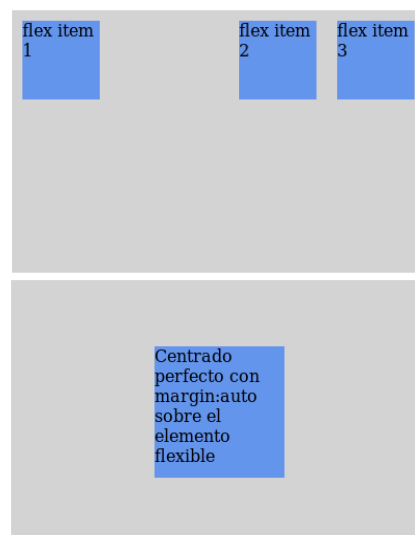 flex item
1
flex item
2
flex item
3
Centrado
perfecto con
margin:auto
sobre el
elemento
flexible